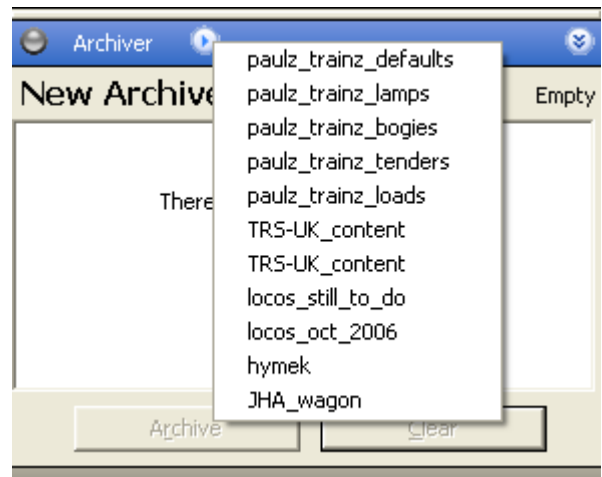 Archiver
New Archive
Empty
There
paulz_trainz_defaults
paulz_trainz_lamps
paulz_trainz_bogies
paulz_trainz_tenders
paulz_trainz_loads
TRS-UK_content
TRS-UK_content
locos_still_to_do
locos_oct_2006
hymek
JHA_wagon
Archive
Clear